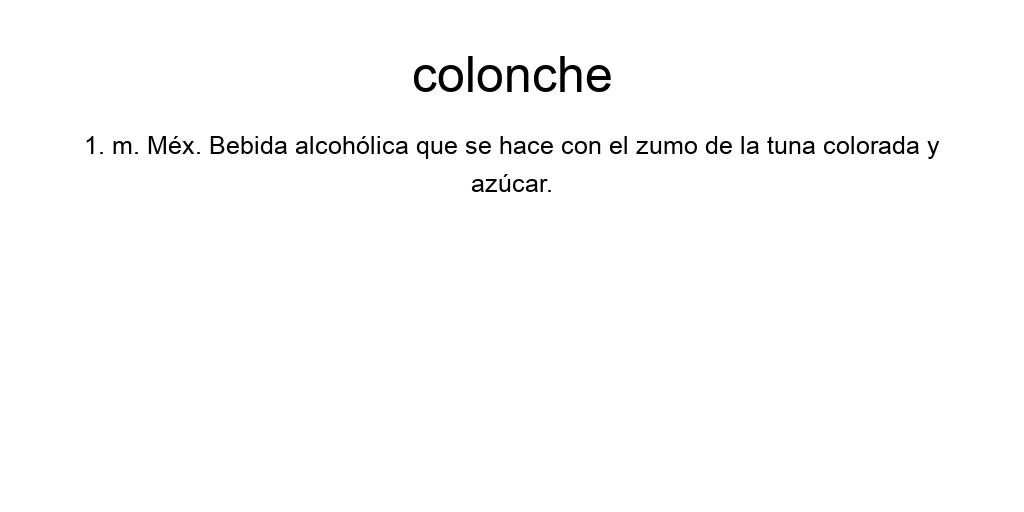 colonche
1. m. Méx. Bebida alcohólica que se hace con el zumo de la tuna colorada y
azúcar.